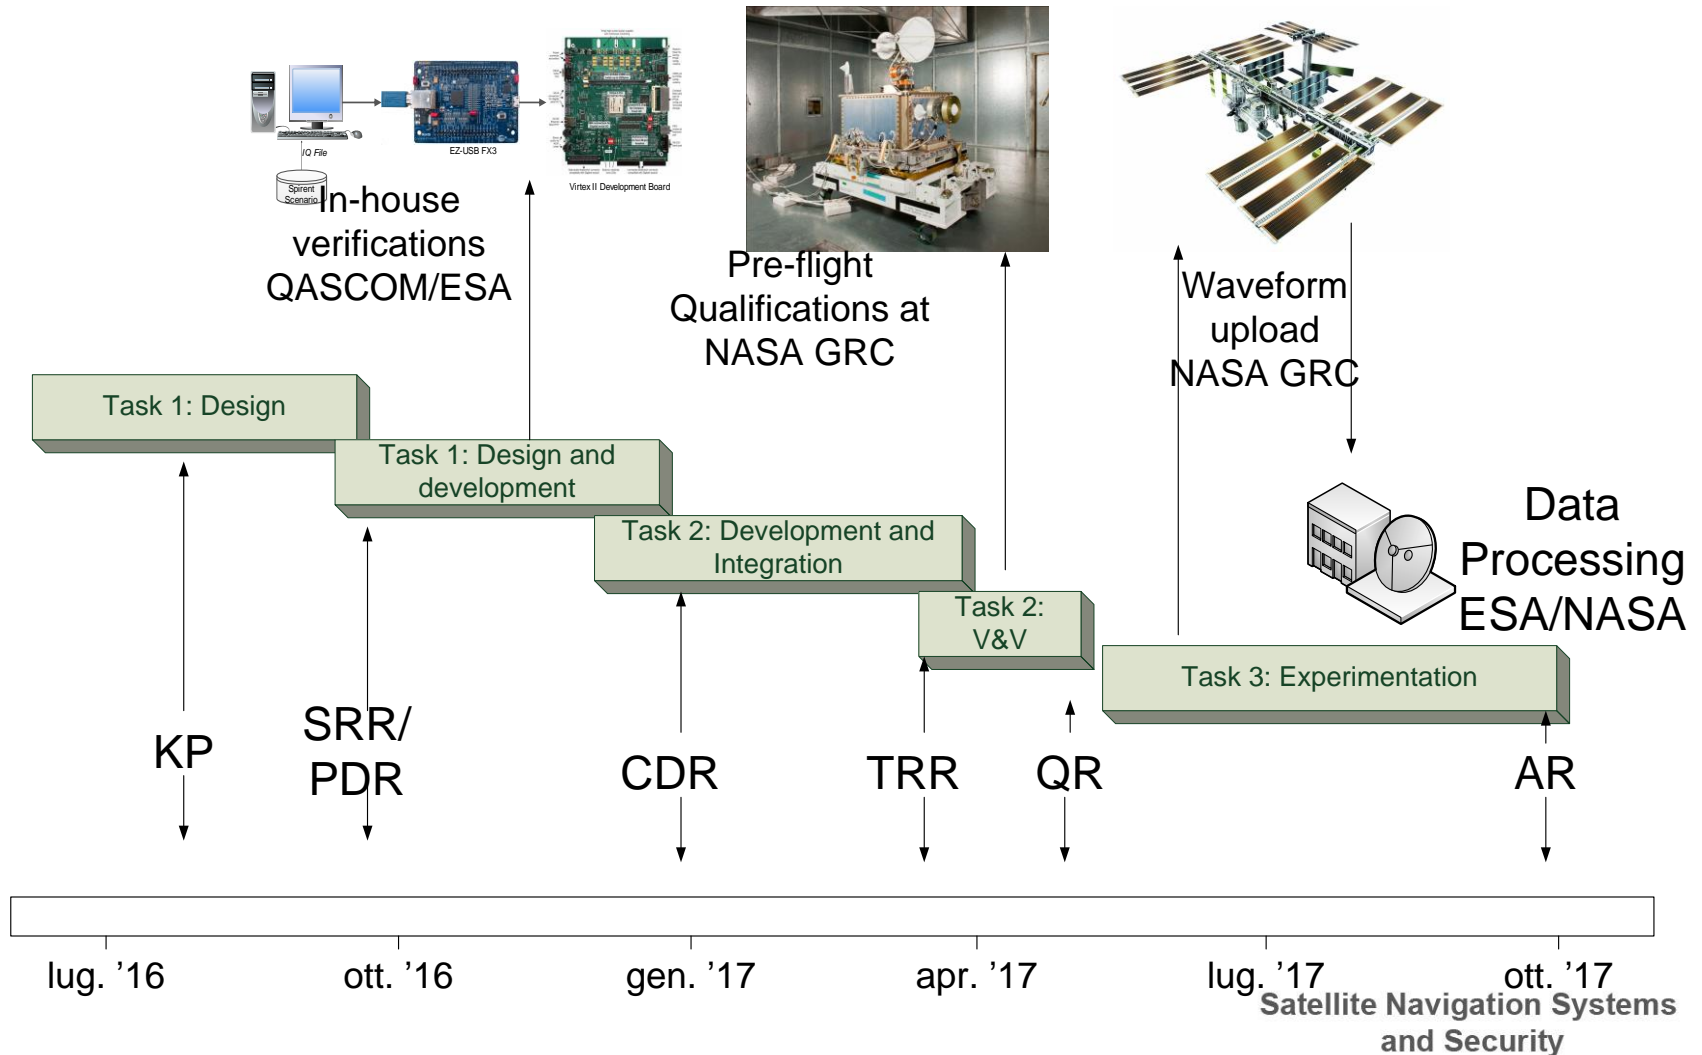 IQ File
EZ-USB FX3
Virtex II Development Board
Spirent
Scenario
In-house
verifications
QASCOM/ESA
Pre-flight
Qualifications at
NASA GRC
Waveform
upload
NASA GRC
Task 1: Design
Task 1: Design and
development
Task 2: Development and
Integration
Task 2:
V&V
Task 3: Experimentation
Data
Processing
ESA/NASA
KP
SRR/
PDR
CDR
TRR
QR
AR
lug. ’16
ott. ’16
gen. ’17
apr. ’17
lug. ’17
ott. ’17
Satellite Navigation Systems
and Security